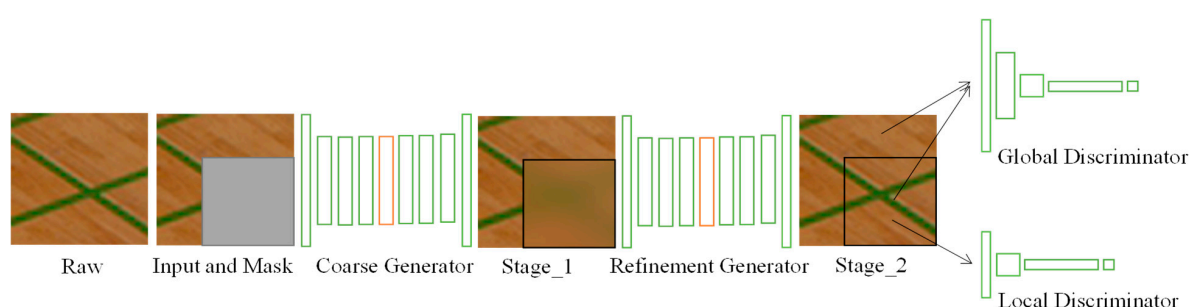 Global Discriminator
Raw
Input and Mask
Coarse Generator
Stage_1
Refinement Generator
Stage_2
Local Discriminator